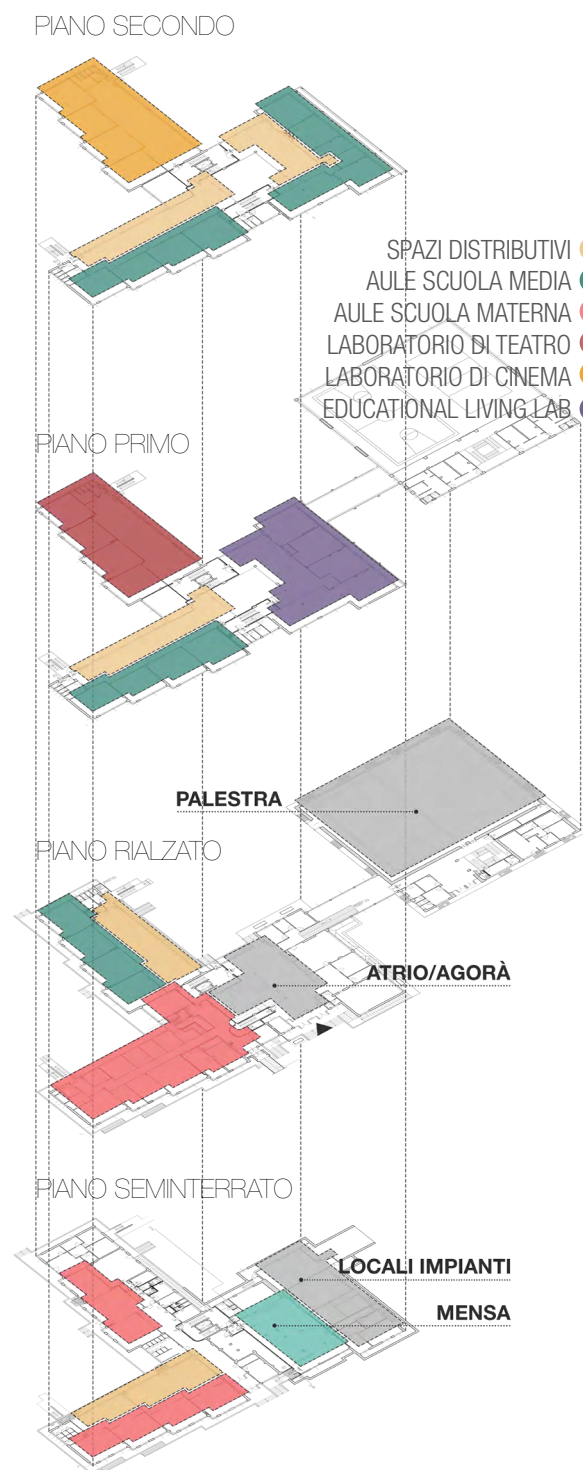 PIANO SECONDO
SPAZI DISTRIBUTIVI
AULE SCUOLA MEDIA
AULE SCUOLA MATERNA
LABORATORIO DI TEATRO
LABORATORIO DI CINEMA
EDUCATIONAL LIVING LAB
PIANO PRIMO
PALESTRA
PIANO RIALZATO
ATRIO/AGORÀ
PIANO SEMINTERRATO
LOCALI IMPIANTI
MENSA